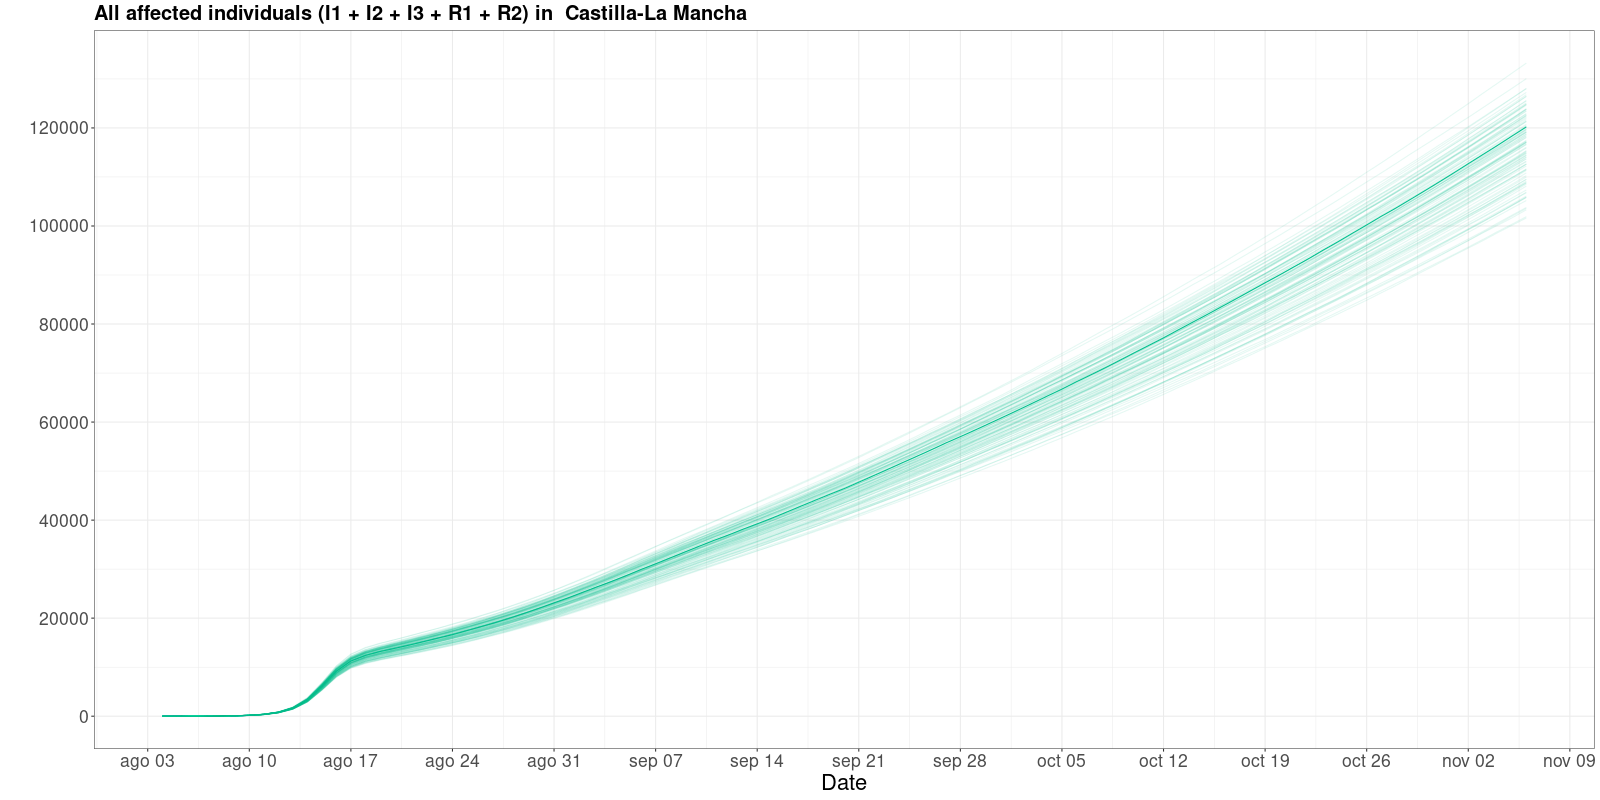 All affected individuals (I1 + I2 + I3 + R1 + R2) in  Castilla-La Mancha
120000
100000
80000
60000
40000
20000
0
ago 03 ago 10 ago 17 ago 24 ago 31 sep 07 sep 14 sep 21 sep 28 oct 05 oct 12 oct 19 oct 26 nov 02 nov 09
Date